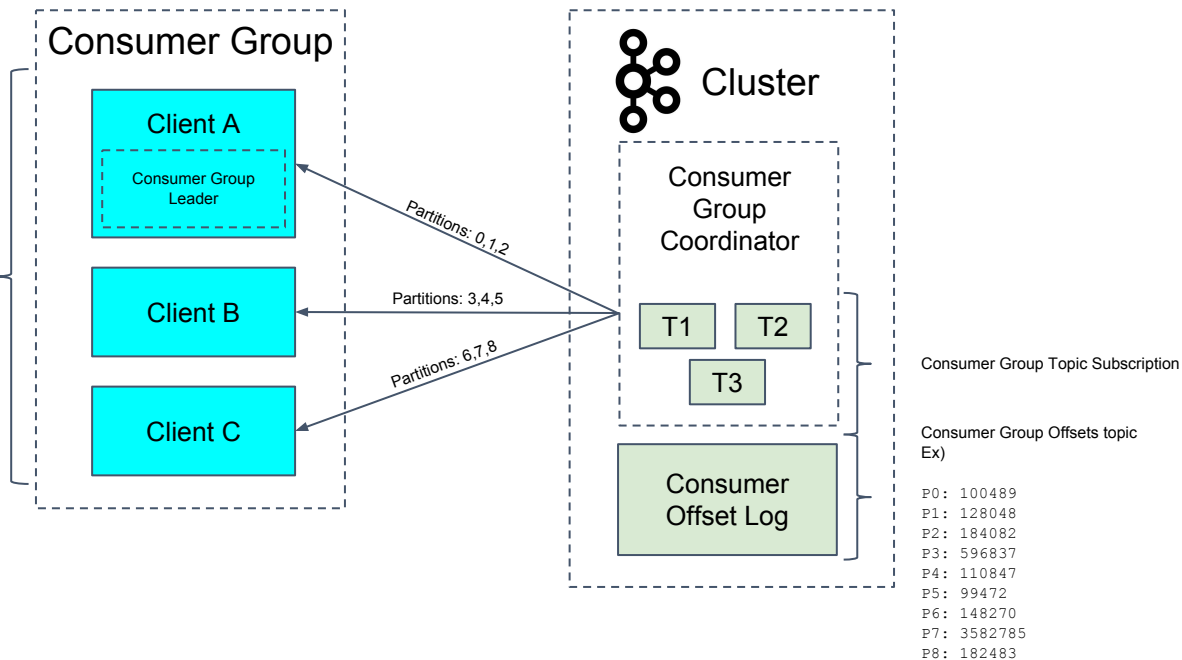 Consumer Group
Client A
Consumer Group
Leader
Client B
Client C
Partitions: 0,1,2
Partitions: 3,4,5
Partitions: 6,7,8
Cluster
Consumer
Group
Coordinator
T1
T2
T3
Consumer
Offset Log
Consumer Group Topic Subscription
Consumer Group Offsets topic
Ex)
P0: 100489
P1: 128048
P2: 184082
P3: 596837
P4: 110847
P5: 99472
P6: 148270
P7: 3582785
P8: 182483